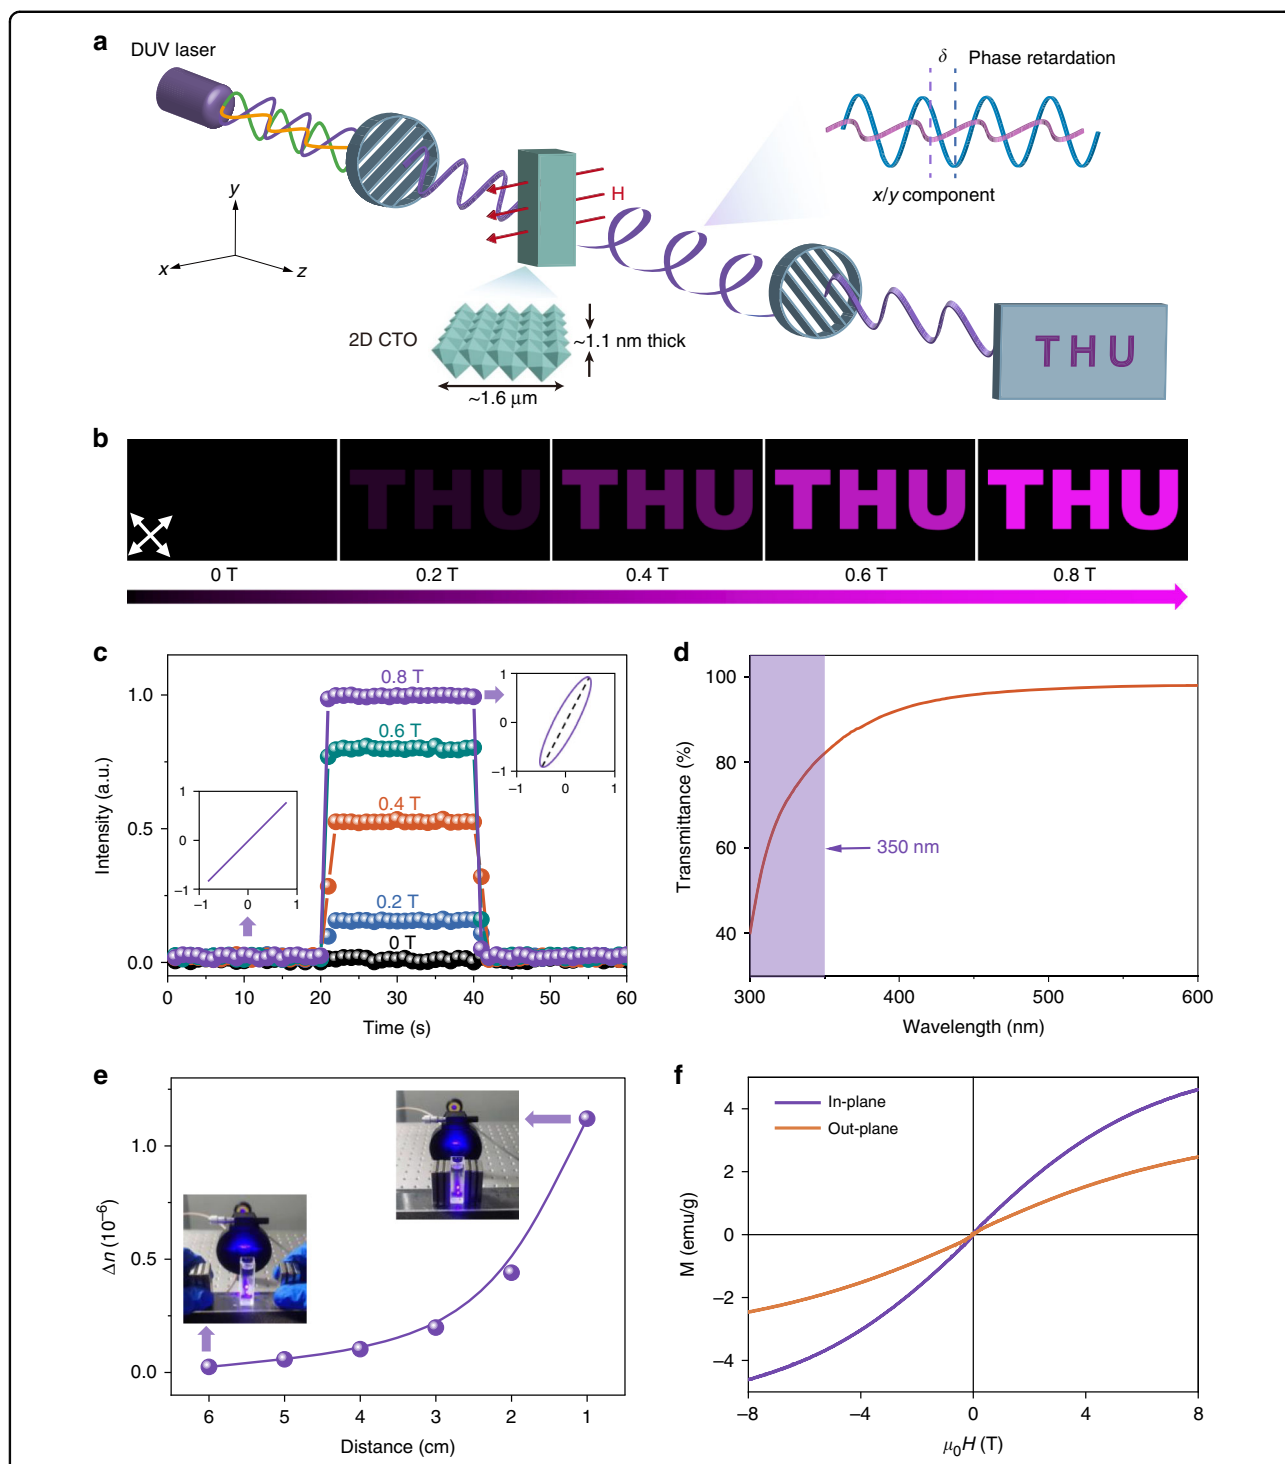 a
DUV laser
δ Phase retardation
x/y component
H
y
x
z
2D CTO
~1.1 nm thick
~1.6 μm
THU
b
THU THU THU THU
0 T 0.2 T 0.4 T 0.6 T 0.8 T
c
Intensity (a.u.)
1.0
0.5
0.0
0 10 20 30 40 50 60
Time (s)
0.8 T
0.6 T
0.4 T
0.2 T
0 T
1
0
−1
−1 0 1
1
0
−1
−1 0 1
d
Transmittance (%)
100
80
60
40
350 nm
300 400 500 600
Wavelength (nm)
e
Δn (10⁻⁶)
1.0
0.5
0.0
6 5 4 3 2 1
Distance (cm)
f
M (emu/g)
4
2
0
−2
−4
In-plane
Out-plane
−8 −4 0 4 8
μ₀H (T)